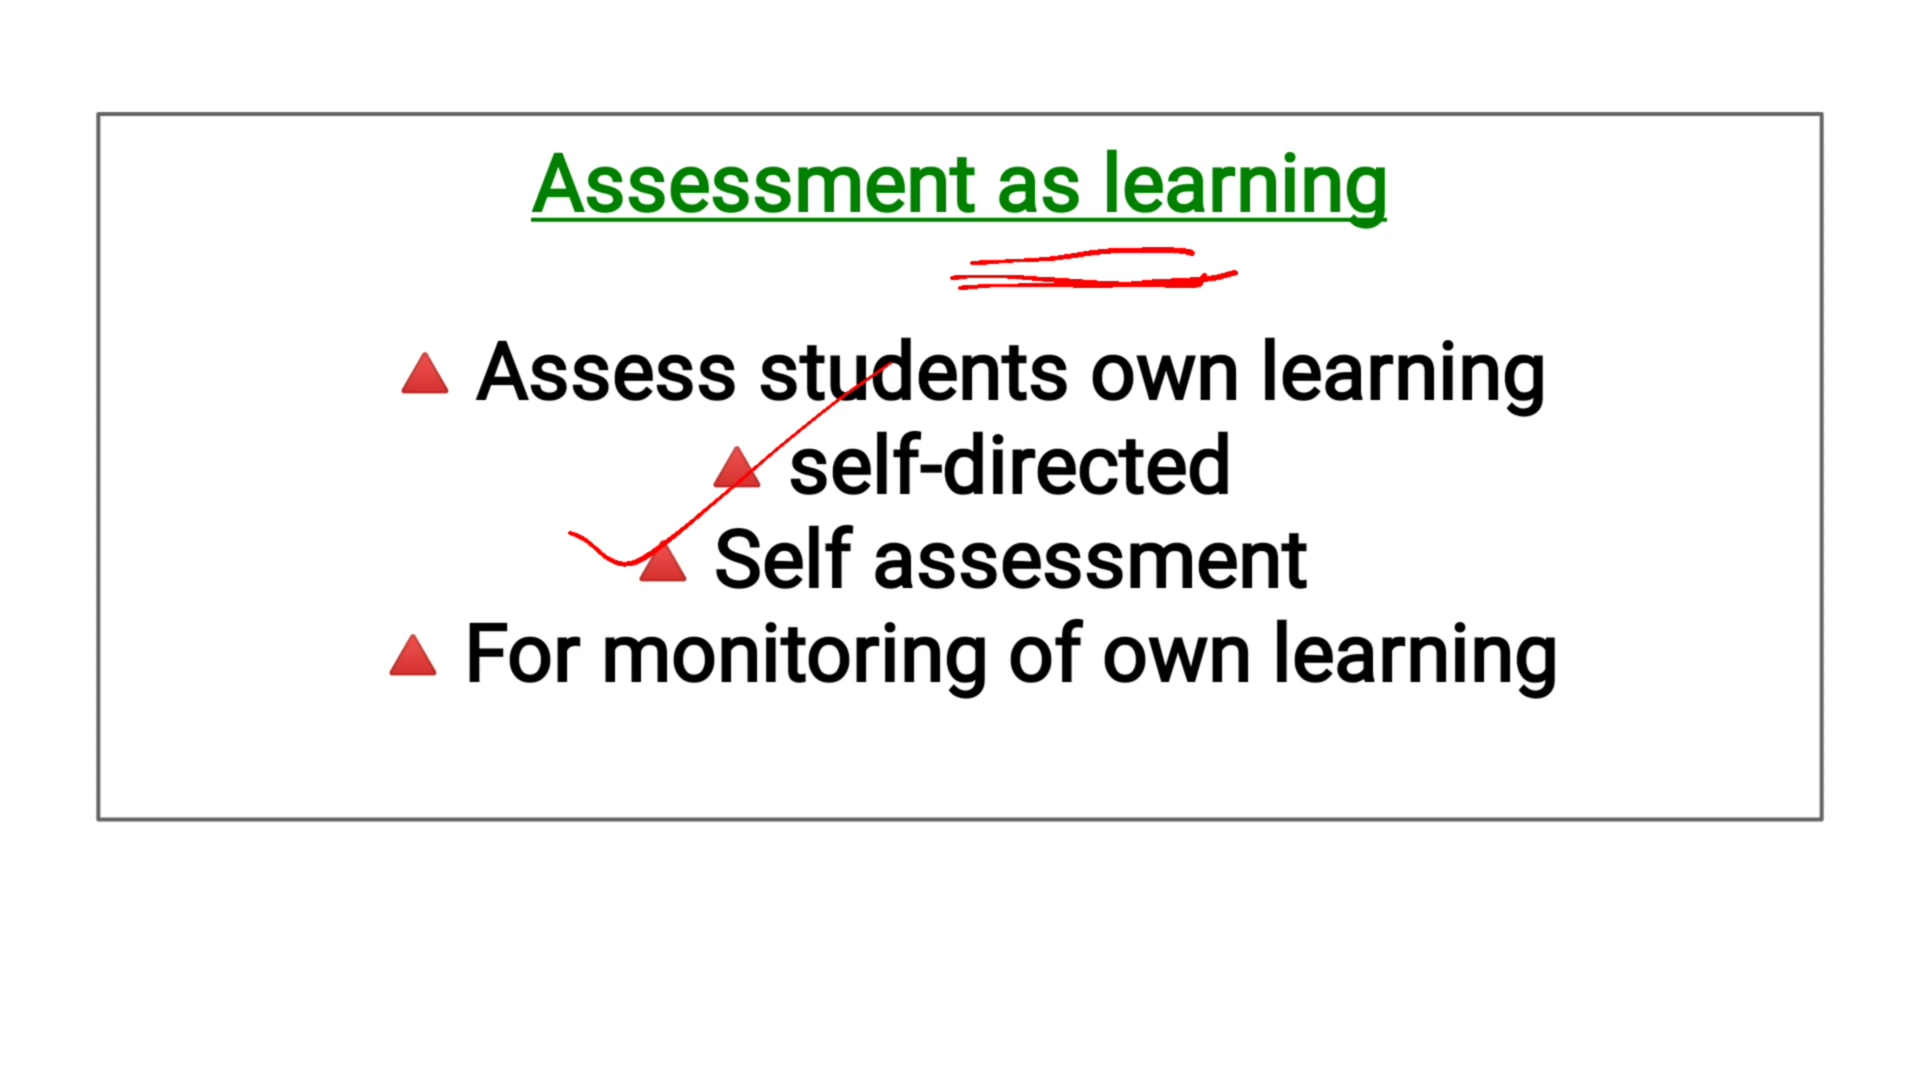 Assessment as learning
🔺 Assess students own learning
🔺 self-directed
🔺 Self assessment
🔺 For monitoring of own learning